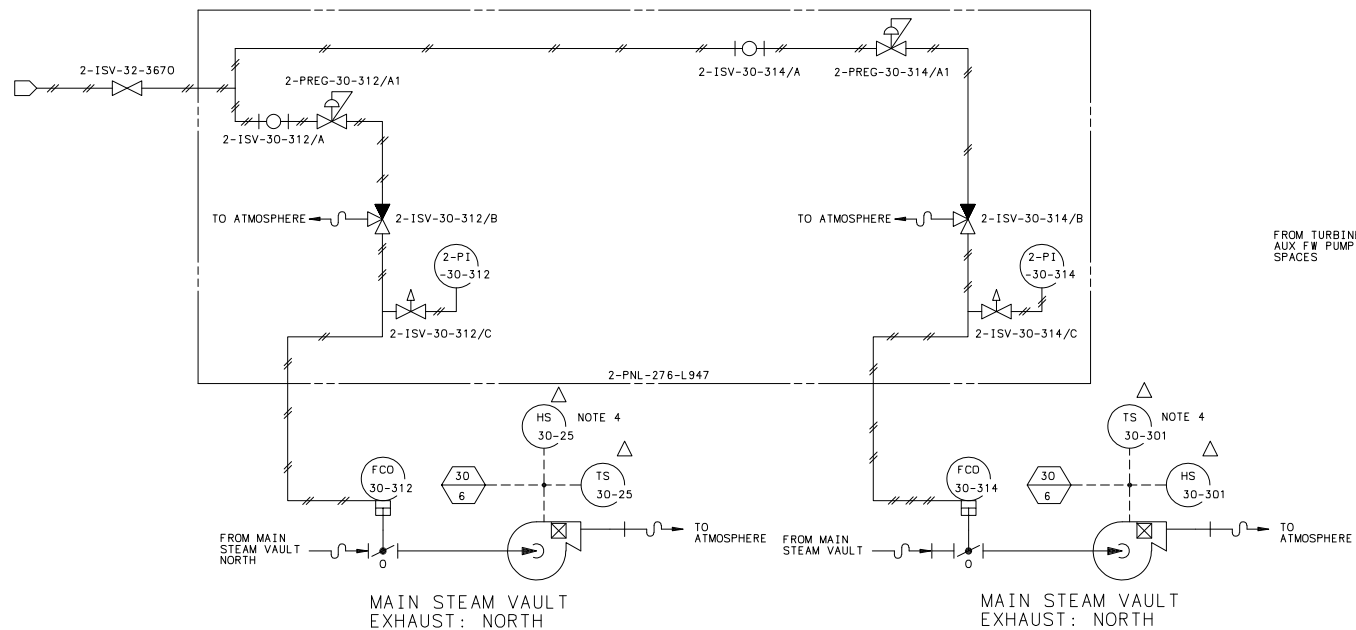 2-ISV-32-3670
2-PREG-30-312/A1
2-ISV-30-312/A
2-ISV-30-314/A
2-PREG-30-314/A1
TO ATMOSPHERE
2-ISV-30-312/B
TO ATMOSPHERE
2-ISV-30-314/B
FROM TURBIN
AUX FW PUMP
SPACES
2-PI
-30-312
2-PI
-30-314
2-ISV-30-312/C
2-ISV-30-314/C
2-PNL-276-L947
HS
30-25
NOTE 4
TS
30-25
30
6
FCO
30-312
TS
30-301
NOTE 4
HS
30-301
30
6
FCO
30-314
FROM MAIN
STEAM VAULT
NORTH
O
TO
ATMOSPHERE
FROM MAIN
STEAM VAULT
O
TO
ATMOSPHERE
MAIN STEAM VAULT
EXHAUST: NORTH
MAIN STEAM VAULT
EXHAUST: NORTH